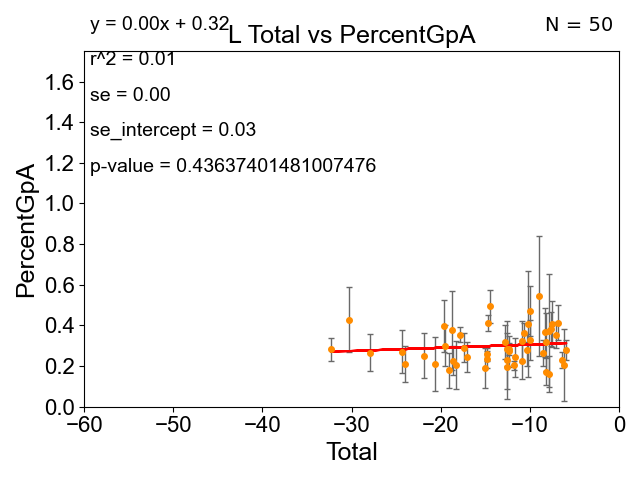 y = 0.00x + 0.32
N = 50
L Total vs PercentGpA
r^2 = 0.01
se = 0.00
se_intercept = 0.03
p-value = 0.43637401481007476
PercentGpA
1.6
1.4
1.2
1.0
0.8
0.6
0.4
0.2
0.0
−60 −50 −40 −30 −20 −10 0
Total